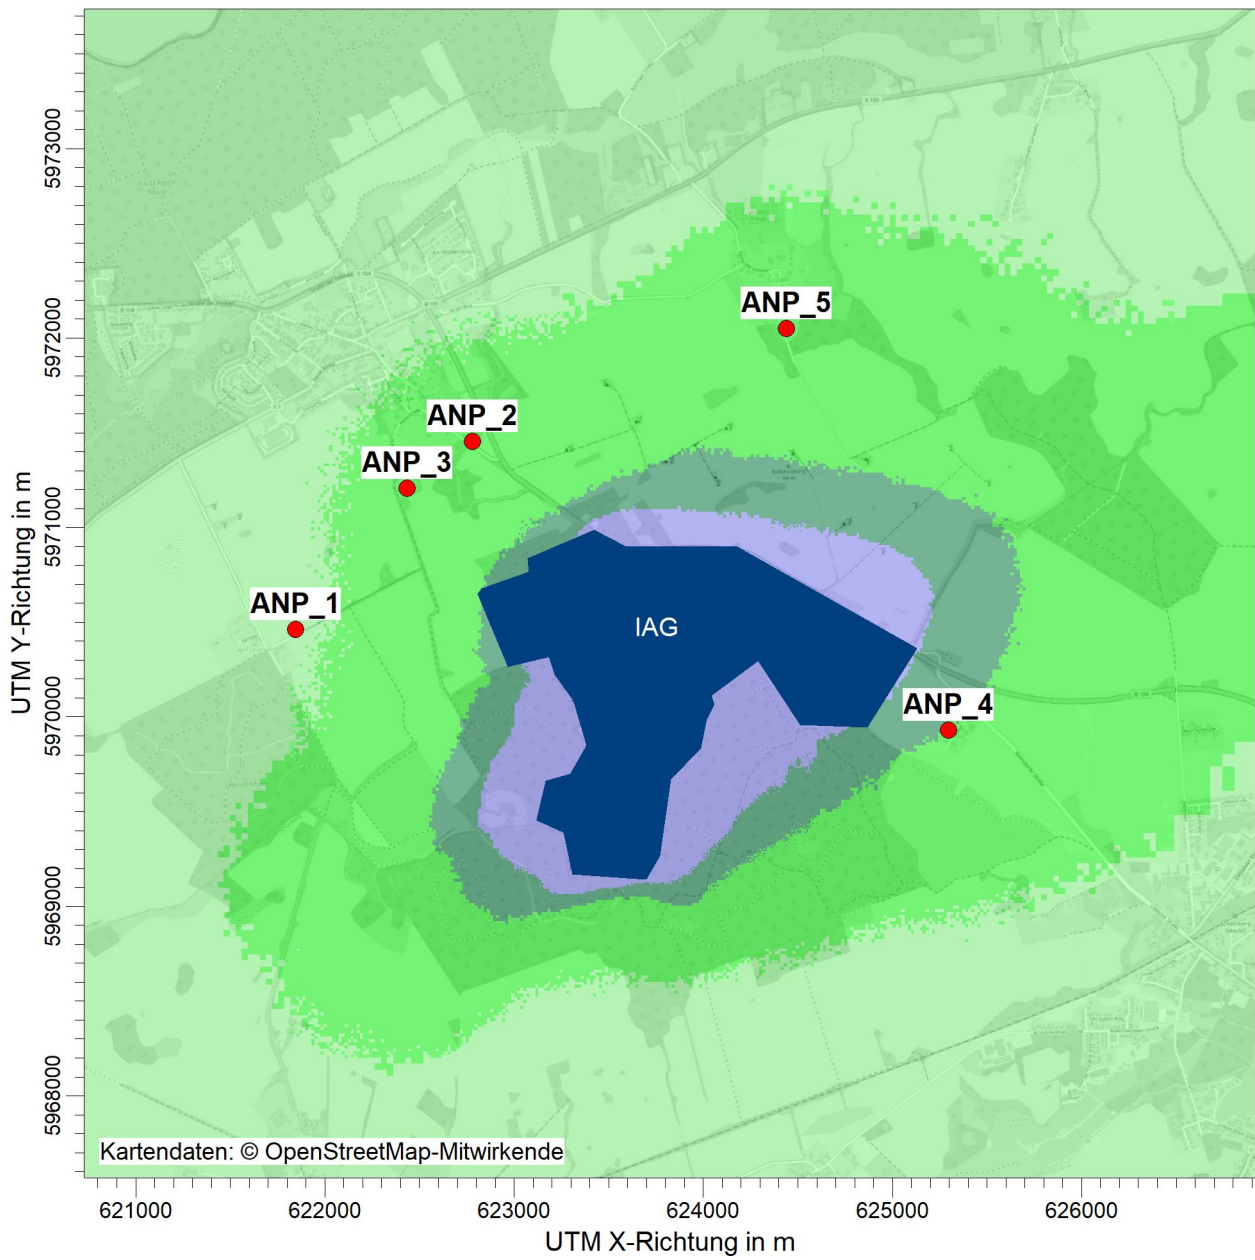 5973000
5972000
5971000
5970000
5969000
5968000
UTM Y-Richtung in m
ANP_5
ANP_2
ANP_3
ANP_1
IAG
ANP_4
Kartendaten: © OpenStreetMap-Mitwirkende
621000 622000 623000 624000 625000 626000
UTM X-Richtung in m